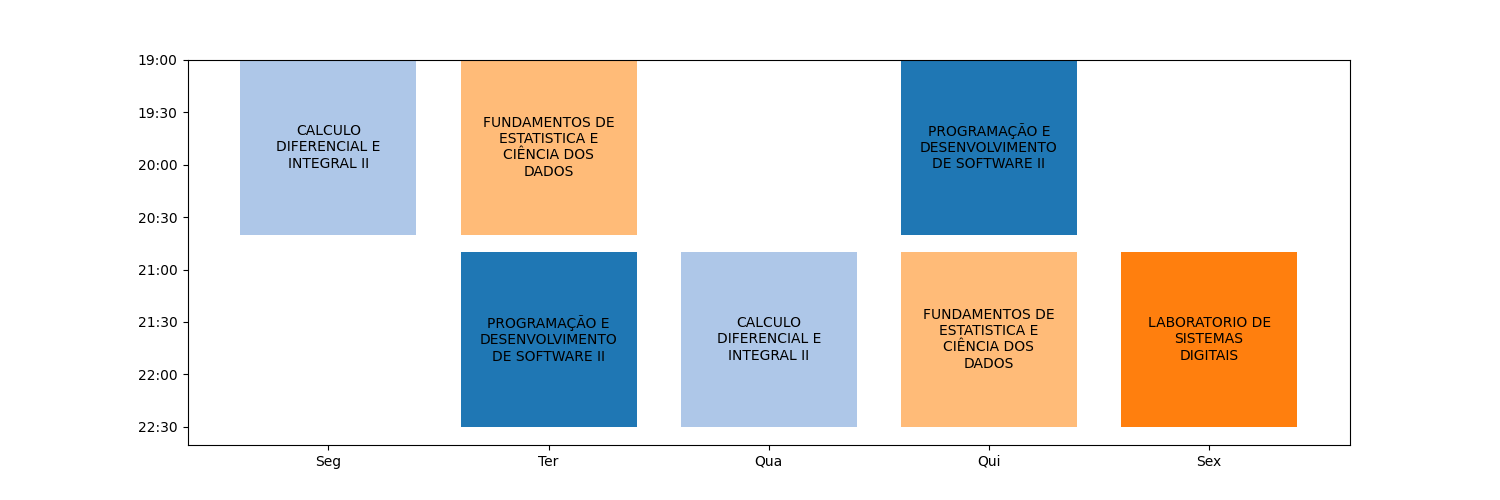 19:00
19:30
20:00
20:30
21:00
21:30
22:00
22:30
CALCULO
DIFERENCIAL E
INTEGRAL II
FUNDAMENTOS DE
ESTATISTICA E
CIÊNCIA DOS
DADOS
PROGRAMAÇÃO E
DESENVOLVIMENTO
DE SOFTWARE II
PROGRAMAÇÃO E
DESENVOLVIMENTO
DE SOFTWARE II
CALCULO
DIFERENCIAL E
INTEGRAL II
FUNDAMENTOS DE
ESTATISTICA E
CIÊNCIA DOS
DADOS
LABORATORIO DE
SISTEMAS
DIGITAIS
Seg
Ter
Qua
Qui
Sex